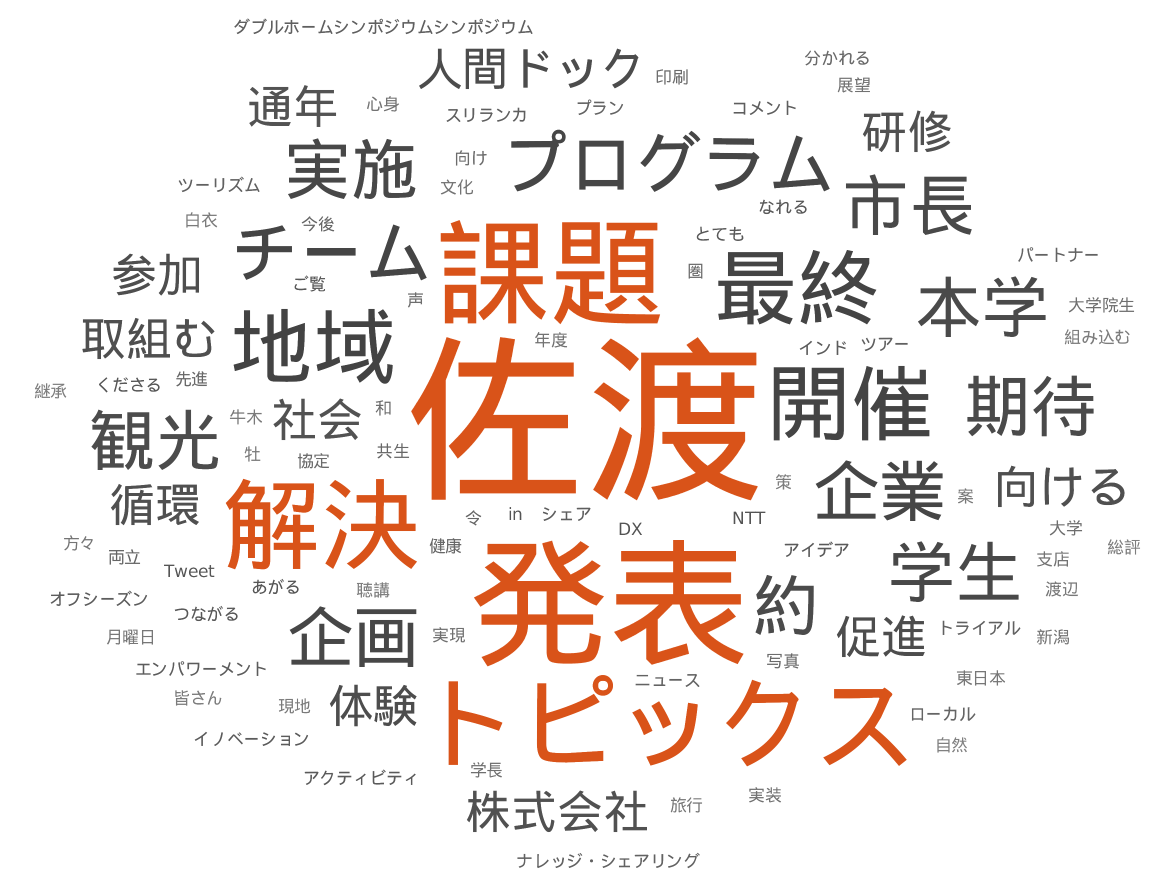 ダブルホームシンポジウムシンポジウム
人間ドック
印刷
分かれる
展望
通年
心身
スリランカ
プラン
コメント
研修
実施
向け
文化
プログラム
市長
ツーリズム
白衣
今後
なれる
とても
チーム
課題
圏
最終
パートナー
参加
ご覧
声
本学
大学院生
組み込む
取組む
地域
年度
インド
ツアー
継承
くださる
先進
佐渡
開催
期待
観光
牛木
社会
和
牡
協定
共生
企業
向ける
循環
解決
策
案
令
in
シェア
DX
NTT
大学
方々
両立
Tweet
健康
アイデア
学生
支店
総評
渡辺
オフシーズン
あがる
聴講
発表
約
つながる
月曜日
企画
実現
促進
トライアル
新潟
エンパワーメント
写真
皆さん
現地
体験
トピックス
ニュース
東日本
ローカル
自然
イノベーション
アクティビティ
学長
株式会社
旅行
実装
ナレッジ・シェアリング